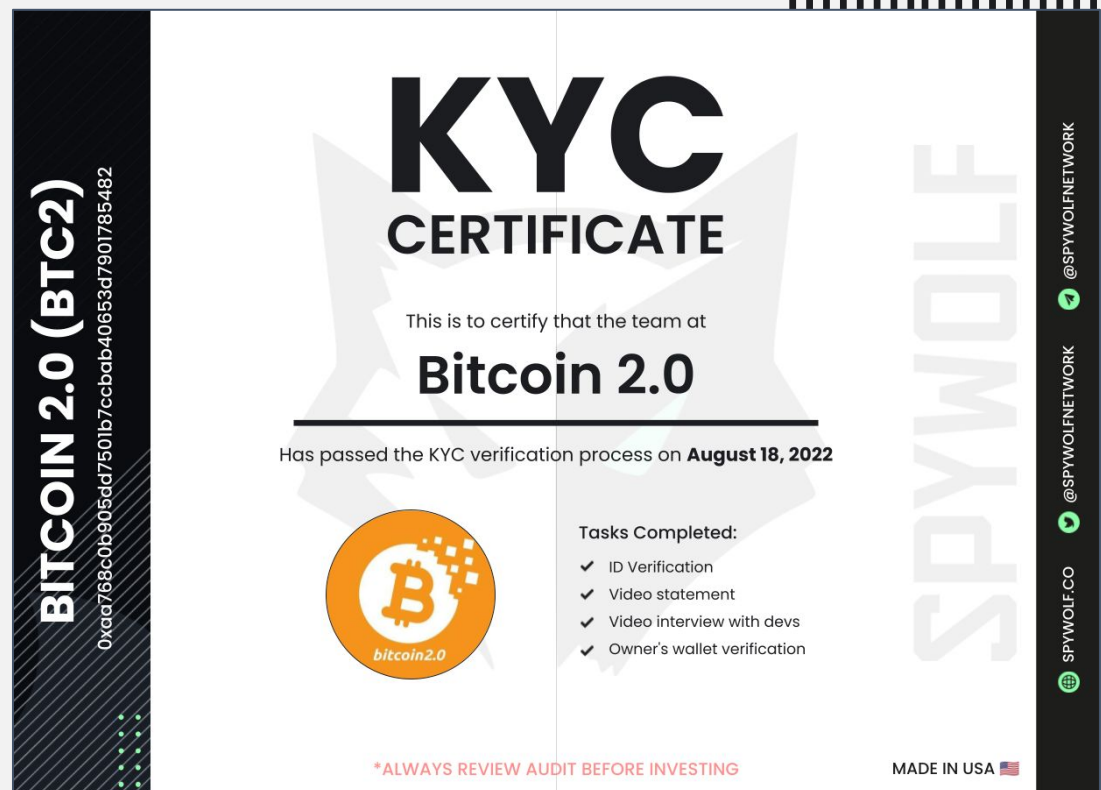 BITCOIN 2.0 (BTC2)
0xaa768c0b905dd7501b7ccbab40653d7901785482
KYC
CERTIFICATE
This is to certify that the team at
Bitcoin 2.0
Has passed the KYC verification process on August 18, 2022
bitcoin2.0
Tasks Completed:
ID Verification
Video statement
Video interview with devs
Owner's wallet verification
*ALWAYS REVIEW AUDIT BEFORE INVESTING
MADE IN USA
SPYWOLF
SPYWOLF.CO
@SPYWOLFNETWORK
@SPYWOLFNETWORK